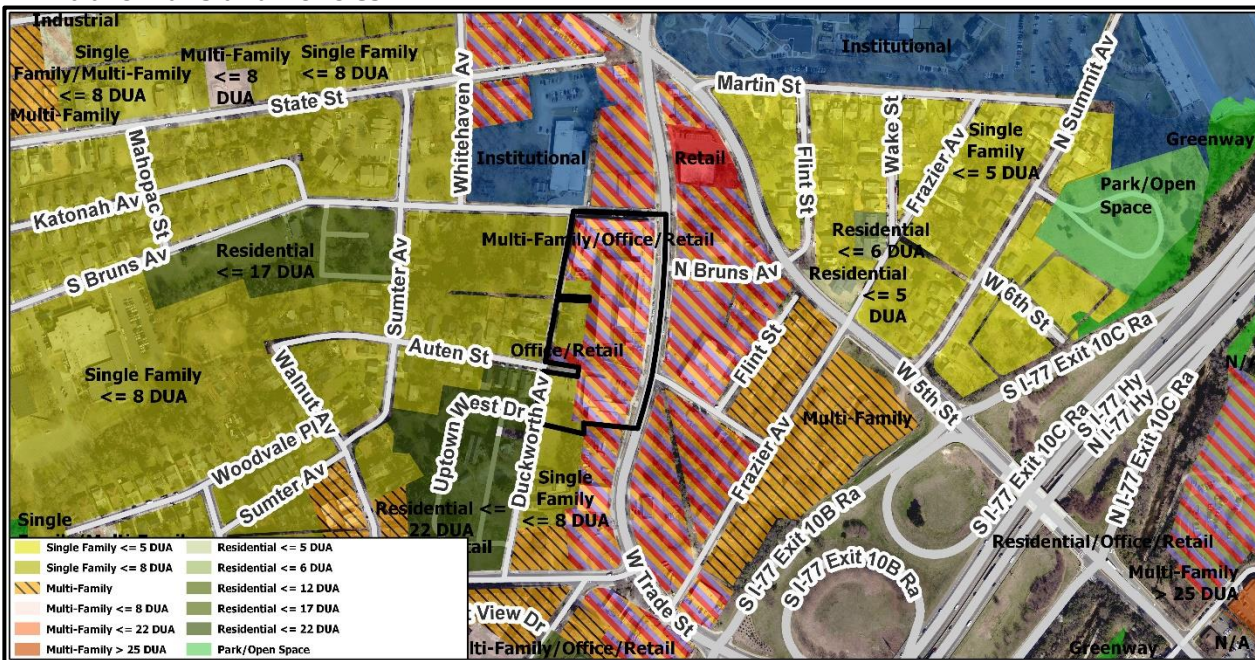 Industrial
Single
Family/Multi-Family
<= 8 DUA
Multi-Family
Multi-Family
<= 8
DUA
Single Family
<= 8 DUA
State St
Mahopac St
Katonah Av
S Bruns Av
Whitehaven Av
Institutional
Institutional
Martin St
Retail
Flint St
Wake St
Frazier Av
Single
Family
<= 5 DUA
N Summit Av
Greenway
Park/Open
Space
Residential
<= 17 DUA
Sumter Av
Multi-Family/Office/Retail
N Bruns Av
Residential
<= 6 DUA
Residential
<= 5
DUA
W 6th St
S I-77 Exit 10C Ra
Auten St
Office/Retail
Flint St
W 5th St
Single Family
<= 8 DUA
Walnut Av
Woodvale Pl
Sumter Av
Uptown West Dr
Duckworth Av
Single
Family
<= 8 DUA
Residential <=
22 DUA
Multi-Family
Frazier Av
S I-77 Exit 10B Ra
S I-77 Exit 10B Ra
S I-77 Exit 10C Ra
S I-77 Hy
N I-77 Hy
N I-77 Exit 10C Ra
Residential/Office/Retail
Multi-Family
> 25 DUA
W Trade St
View Dr
Greenway
N/A
Single
Single Family <= 5 DUA
Single Family <= 8 DUA
Multi-Family
Multi-Family <= 8 DUA
Multi-Family <= 22 DUA
Multi-Family > 25 DUA
Residential <= 5 DUA
Residential <= 6 DUA
Residential <= 12 DUA
Residential <= 17 DUA
Residential <= 22 DUA
Park/Open Space